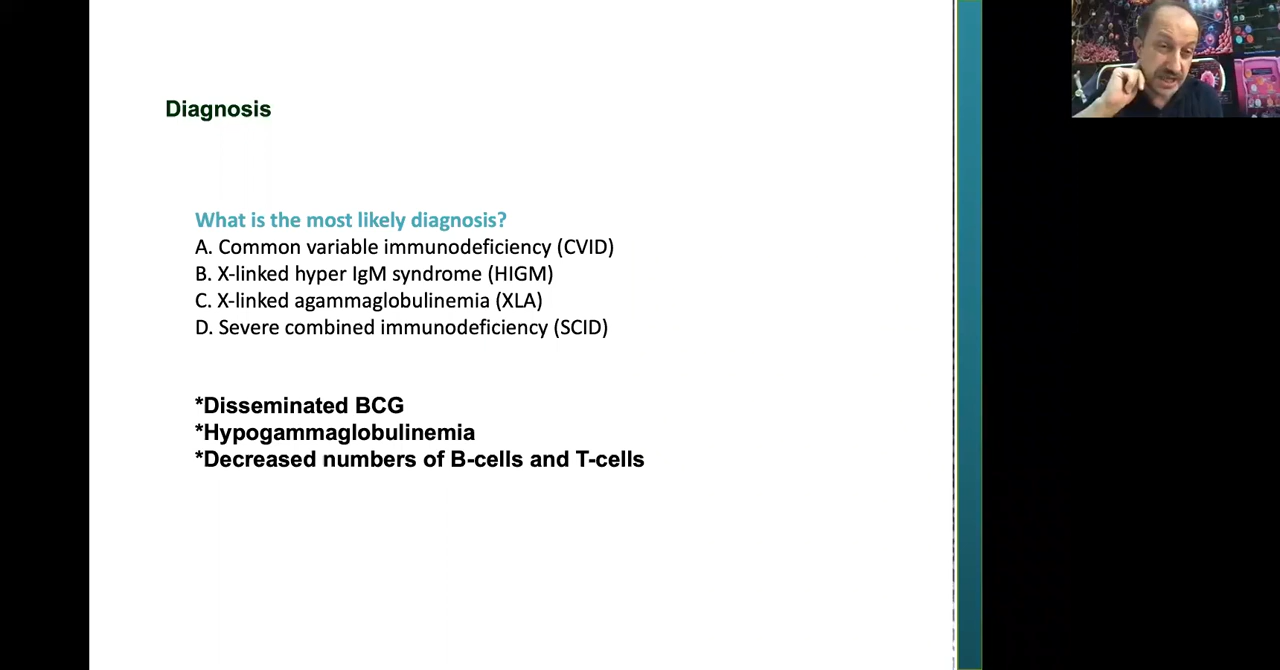 Diagnosis
What is the most likely diagnosis?
A. Common variable immunodeficiency (CVID)
B. X-linked hyper IgM syndrome (HIGM)
C. X-linked agammaglobulinemia (XLA)
D. Severe combined immunodeficiency (SCID)
*Disseminated BCG
*Hypogammaglobulinemia
*Decreased numbers of B-cells and T-cells